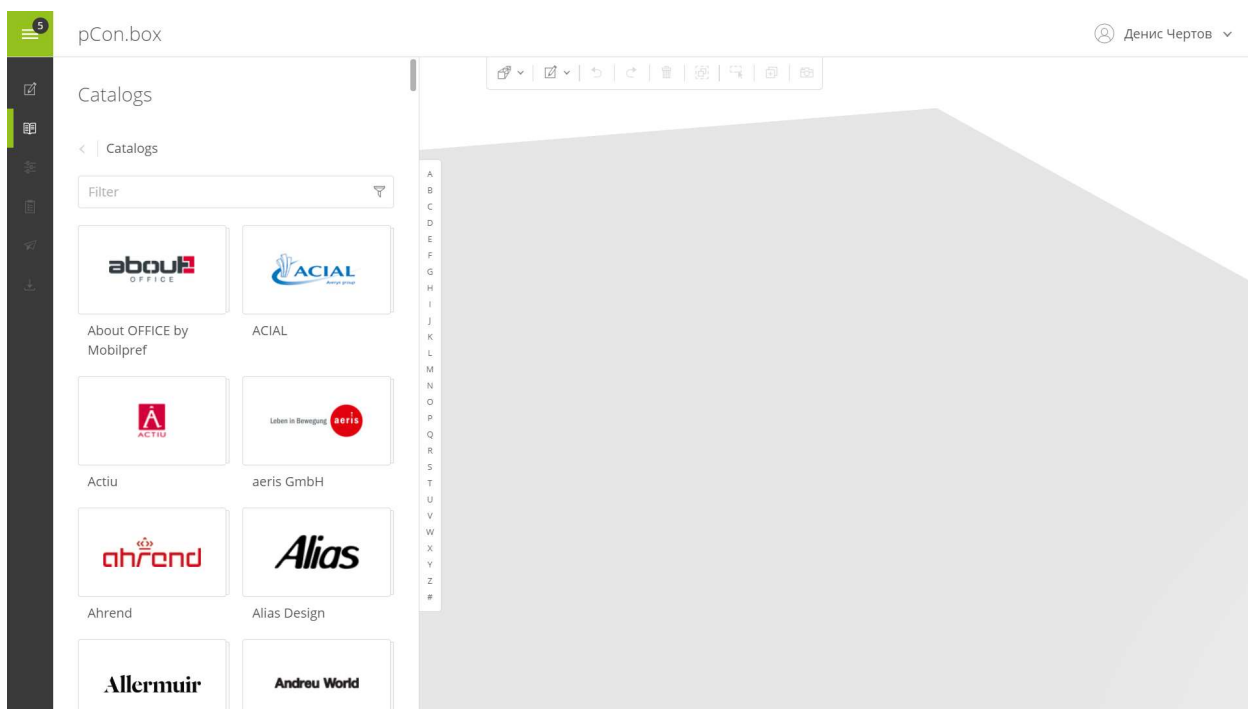 5
pCon.box
Денис Чертов
Catalogs
Catalogs
Filter
about
OFFICE
ACIAL
About OFFICE by
Mobilpref
ACIAL
ACTIU
Leben in Bewegung aeris
Actiu
aeris GmbH
ahrend
Alias
Ahrend
Alias Design
Allermuir
Andreu World
A
B
C
D
E
F
G
H
I
J
K
L
M
N
O
P
Q
R
S
T
U
V
W
X
Y
Z
#